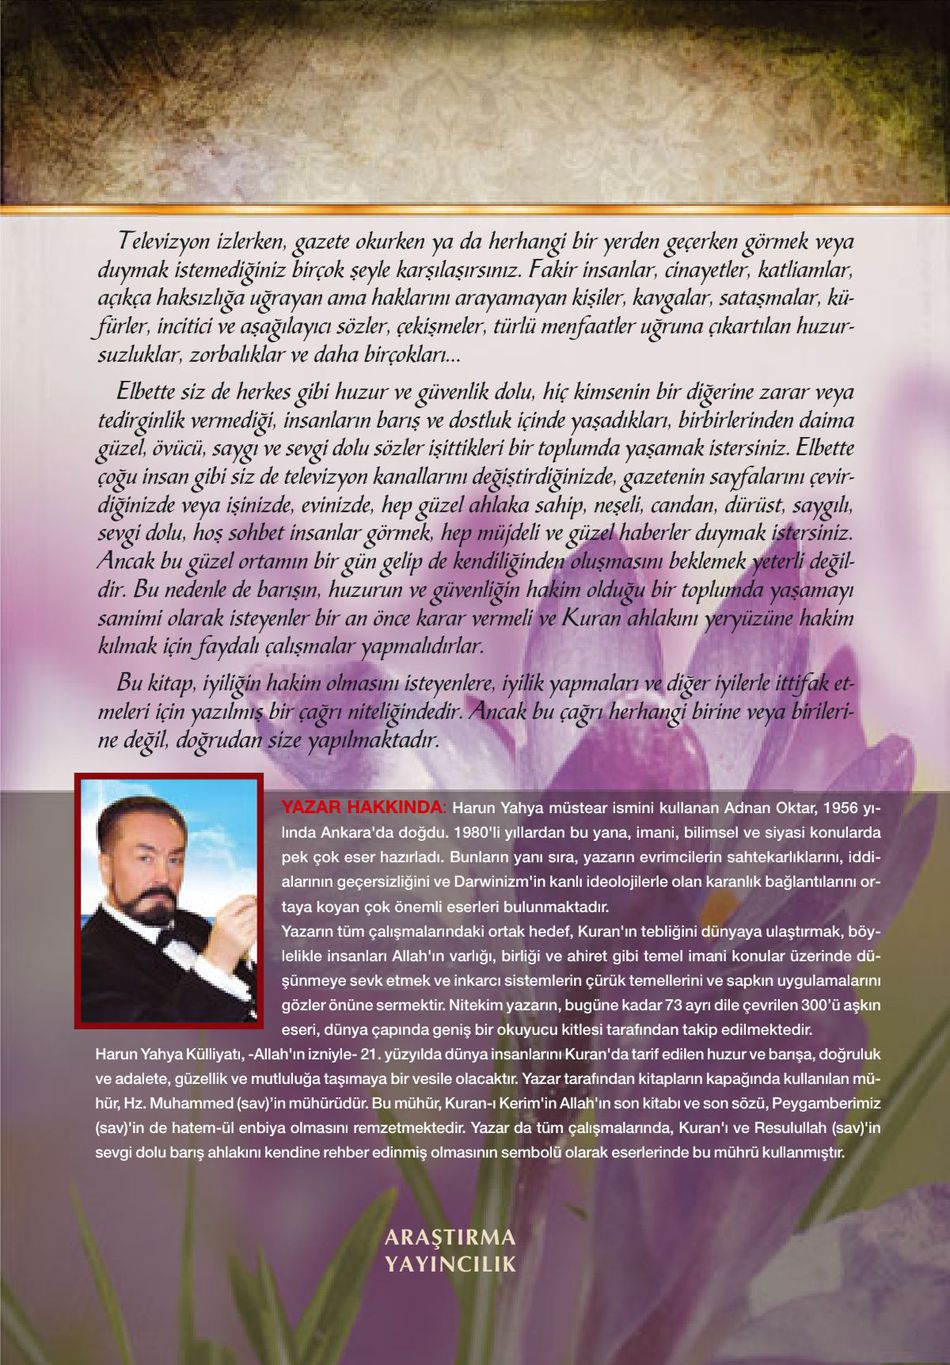 Televizyon izlerken, gazete okurken ya da herhangi bir yerden geçerken görmek veya
duymak istemediğiniz birçok şeyle karşılaşırsınız. Fakir insanlar, cinayetler, katliamlar,
açıkça haksızlığa uğrayan ama haklarını arayamayan kişiler, kavgalar, sataşmalar, kü-
fürler, incitici ve aşağılayıcı sözler, çekişmeler, türlü menfaatler uğruna çıkartılan huzur-
suzluklar, zorbalıklar ve daha birçokları...
Elbette siz de herkes gibi huzur ve güvenlik dolu, hiç kimsenin bir diğerine zarar veya
tedirginlik vermediği, insanların barış ve dostluk içinde yaşadıkları, birbirlerinden daima
güzel, övücü, saygı ve sevgi dolu sözler işittikleri bir toplumda yaşamak istersiniz. Elbette
çoğu insan gibi siz de televizyon kanallarını değiştirdiğinizde, gazetenin sayfalarını çevir-
diğinizde veya işinizde, evinizde, hep güzel ahlaka sahip, neşeli, candan, dürüst, saygılı,
sevgi dolu, hoş sohbet insanlar görmek, hep müjdeli ve güzel haberler duymak istersiniz.
Ancak bu güzel ortamın bir gün gelip de kendiliğinden oluşmasını beklemek yeterli değil-
dir. Bu nedenle de barışın, huzurun ve güvenliğin hakim olduğu bir toplumda yaşamayı
samimi olarak isteyenler bir an önce karar vermeli ve Kuran ahlakını yeryüzüne hakim
kılmak için faydalı çalışmalar yapmalıdırlar.
Bu kitap, iyiliğin hakim olmasını isteyenlere, iyilik yapmaları ve diğer iyilerle ittifak et-
meleri için yazılmış bir çağrı niteliğindedir. Ancak bu çağrı herhangi birine veya birileri-
ne değil, doğrudan size yapılmaktadır.
YAZAR HAKKINDA: Harun Yahya müstear ismini kullanan Adnan Oktar, 1956 yı-
lında Ankara'da doğdu. 1980'li yıllardan bu yana, imani, bilimsel ve siyasi konularda
pek çok eser hazırladı. Bunların yanı sıra, yazarın evrimcilerin sahtekarlıklarını, iddi-
alarının geçersizliğini ve Darwinizm'in kanlı ideolojilerle olan karanlık bağlantılarını or-
taya koyan çok önemli eserleri bulunmaktadır.
Yazarın tüm çalışmalarındaki ortak hedef, Kuran'ın tebliğini dünyaya ulaştırmak, böy-
lelikle insanları Allah'ın varlığı, birliği ve ahiret gibi temel imani konular üzerinde dü-
şünmeye sevk etmek ve inkarcı sistemlerin çürük temellerini ve sapkın uygulamalarını
gözler önüne sermektir. Nitekim yazarın, bugüne kadar 73 ayrı dile çevrilen 300'ü aşkın
eseri, dünya çapında geniş bir okuyucu kitlesi tarafından takip edilmektedir.
Harun Yahya Külliyatı, -Allah'ın izniyle- 21. yüzyılda dünya insanlarını Kuran'da tarif edilen huzur ve barışa, doğruluk
ve adalete, güzellik ve mutluluğa taşımaya bir vesile olacaktır. Yazar tarafından kitapların kapağında kullanılan mü-
hür, Hz. Muhammed (sav)'in mühürüdür. Bu mühür, Kuran-ı Kerim'in Allah'ın son kitabı ve son sözü, Peygamberimiz
(sav)'in de hatem-ül enbiya olmasını remzetmektedir. Yazar da tüm çalışmalarında, Kuran'ı ve Resulullah (sav)'in
sevgi dolu barış ahlakını kendine rehber edinmiş olmasının sembolü olarak eserlerinde bu mührü kullanmıştır.
ARAŞTIRMA
YAYINCILIK